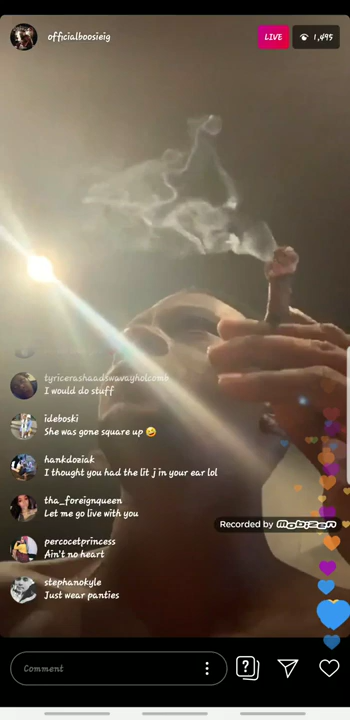 officialboosieig
LIVE
1,495
tyricerashaadswavayholcomb
I would do stuff
ideboski
She was gone square up 🤣
hankdoziak
I thought you had the lit j in your ear lol
tha_foreignqueen
Let me go live with you
Recorded by Mobizen
percocetprincess
Ain't no heart
stephanokyle
Just wear panties
Comment